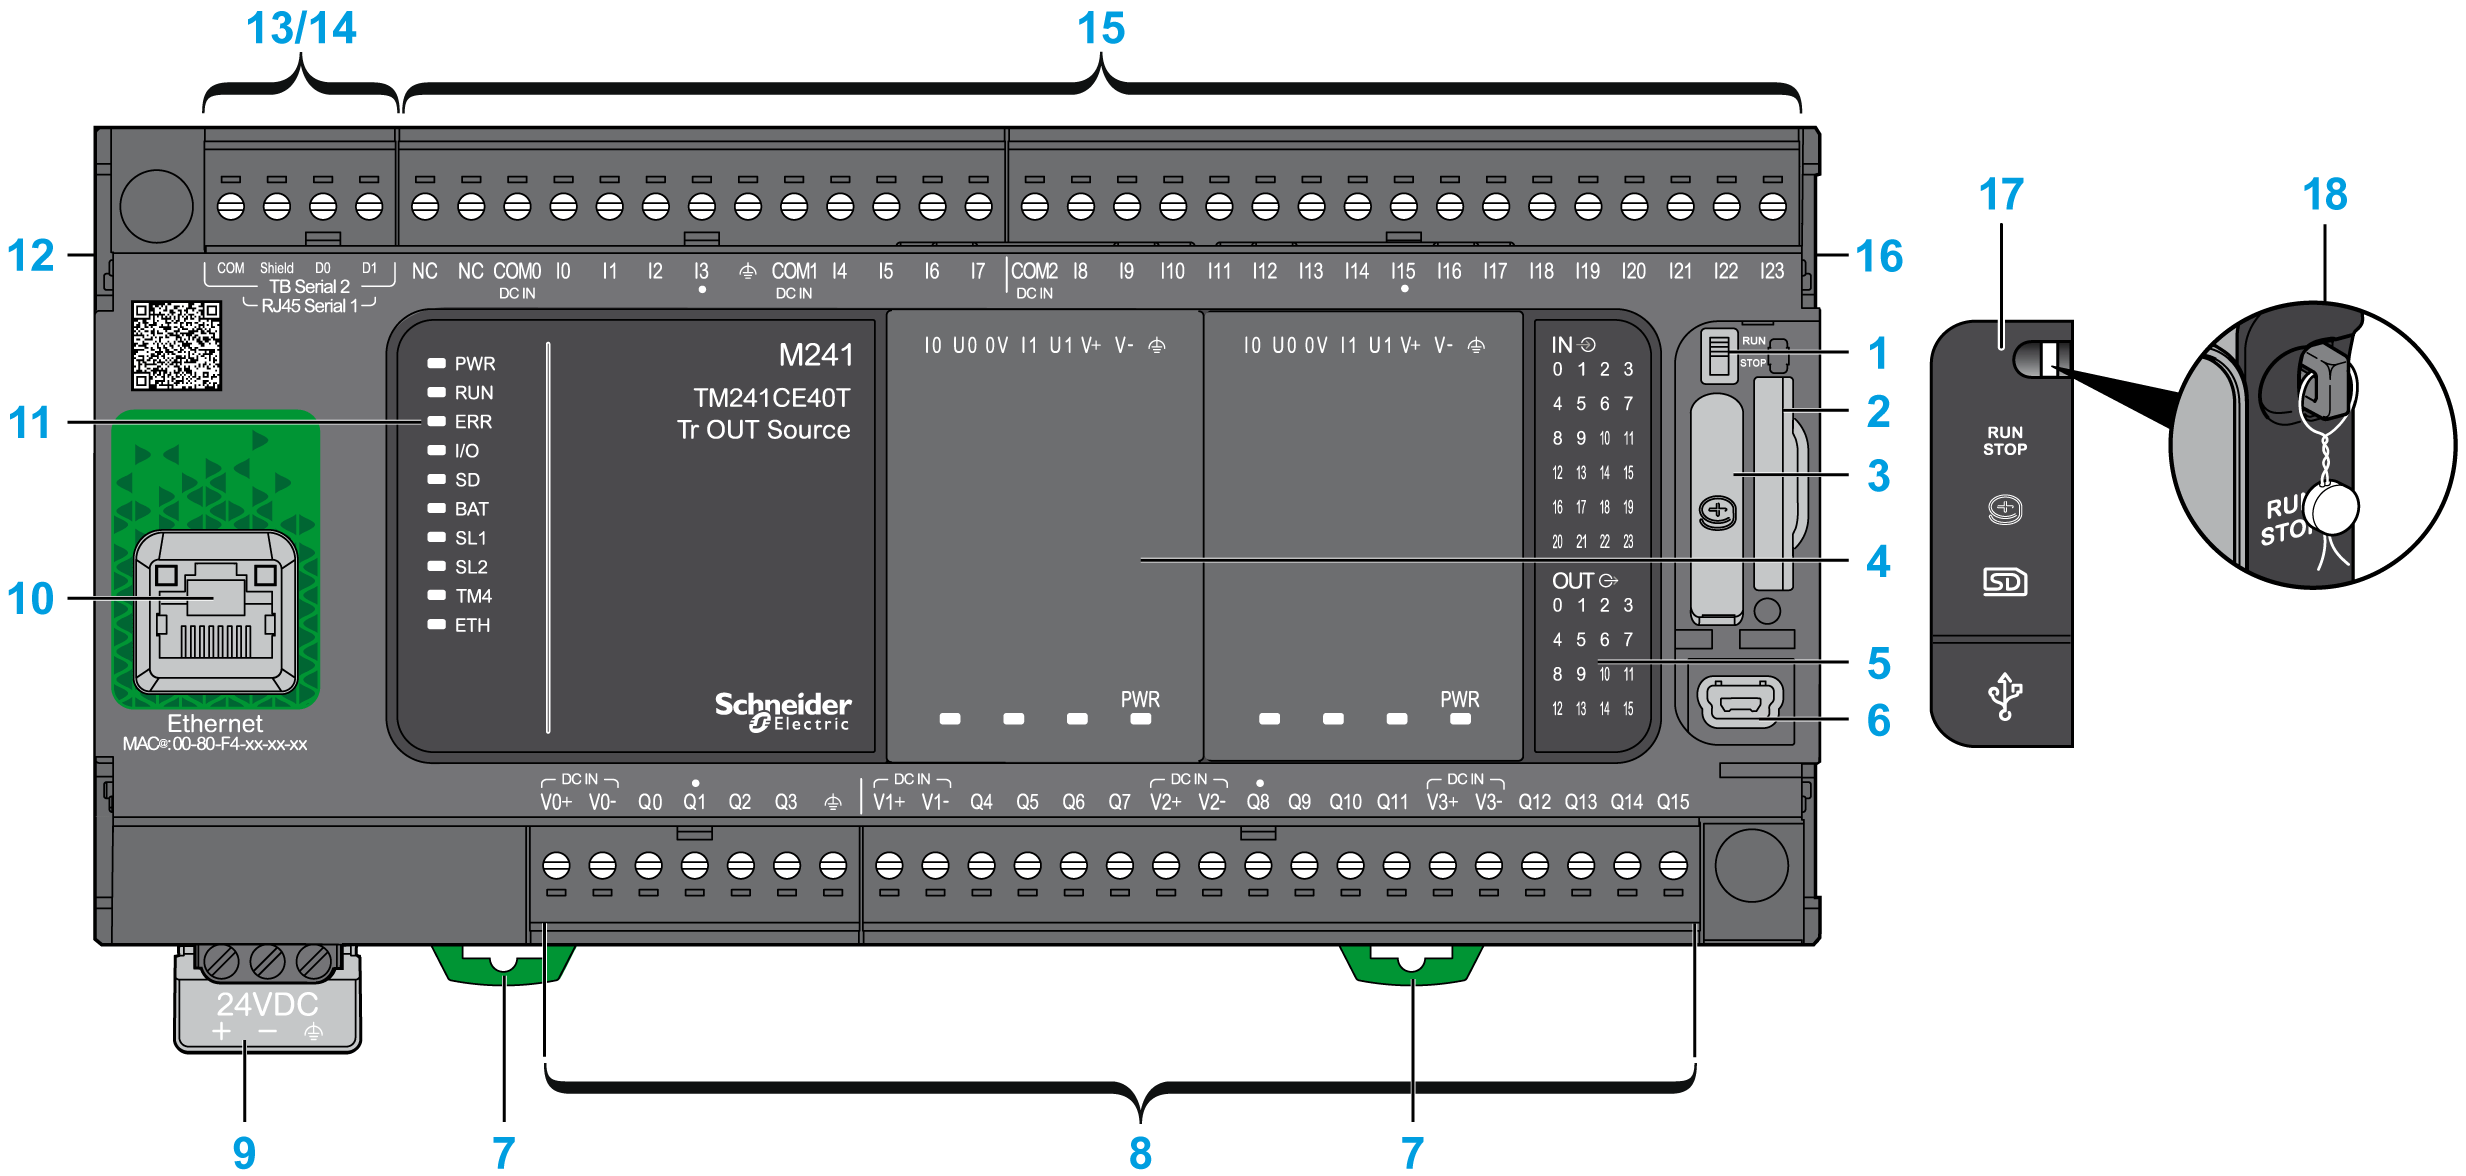 13/14 15
17 18
12 16
COM Shield D0 D1
TB Serial 2
RJ45 Serial 1
NC NC COM0 I0 I1 I2 I3 COM1 I4 I5 I6 I7 COM2 I8 I9 I10 I11 I12 I13 I14 I15 I16 I17 I18 I19 I20 I21 I22 I23
DC IN DC IN DC IN
PWR
RUN
ERR
I/O
SD
BAT
SL1
SL2
TM4
ETH
M241
TM241CE40T
Tr OUT Source
Schneider
Electric
I0 U0 0V I1 U1 V+ V-
PWR
I0 U0 0V I1 U1 V+ V-
PWR
IN
0 1 2 3
4 5 6 7
8 9 10 11
12 13 14 15
16 17 18 19
20 21 22 23
OUT
0 1 2 3
4 5 6 7
8 9 10 11
12 13 14 15
RUN
STOP
1
2
3
4
5
6
11
10
Ethernet
MAC@:00-80-F4-xx-xx-xx
RUN
STOP
SD
RUN
STOP
DC IN DC IN DC IN DC IN
V0+ V0- Q0 Q1 Q2 Q3 V1+ V1- Q4 Q5 Q6 Q7 V2+ V2- Q8 Q9 Q10 Q11 V3+ V3- Q12 Q13 Q14 Q15
24VDC
+ −
9 7 8 7